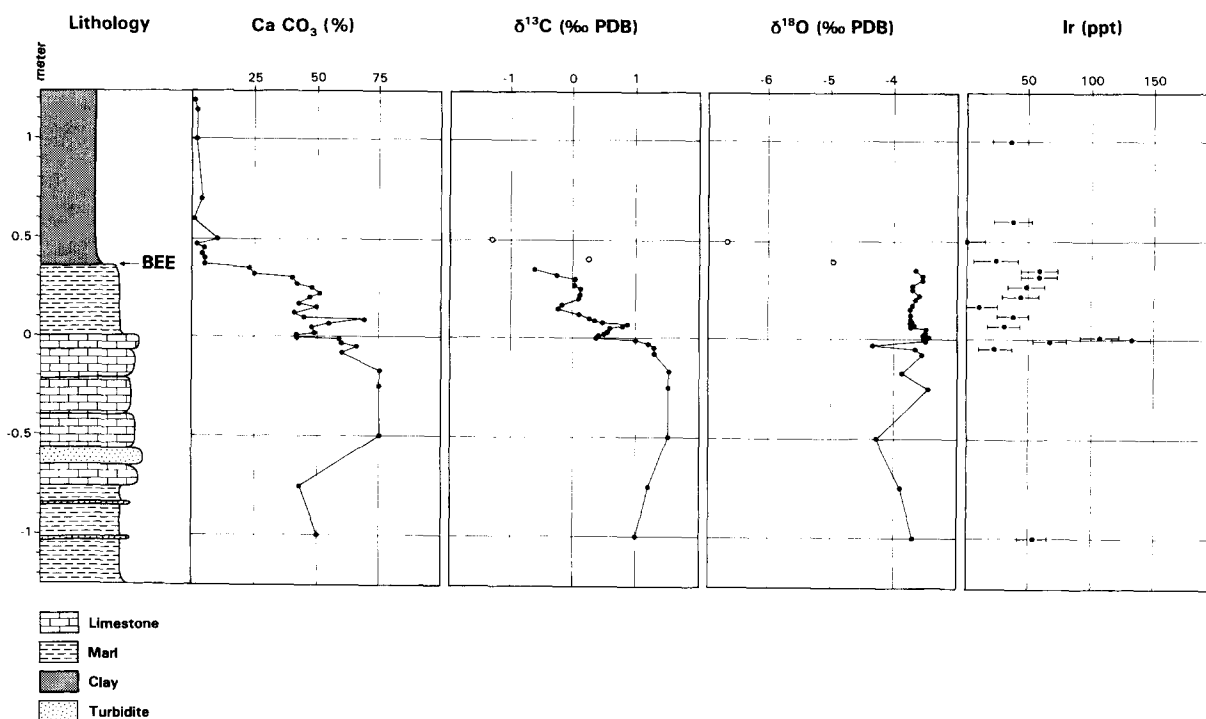 Lithology Ca CO₃ (%) δ¹³C (‰ PDB) δ¹⁸O (‰ PDB) Ir (ppt)
meter
25 50 75 -1 0 1 -6 -5 -4 50 100 150
1
0.5
BEE
0
-0.5
-1
Limestone
Marl
Clay
Turbidite